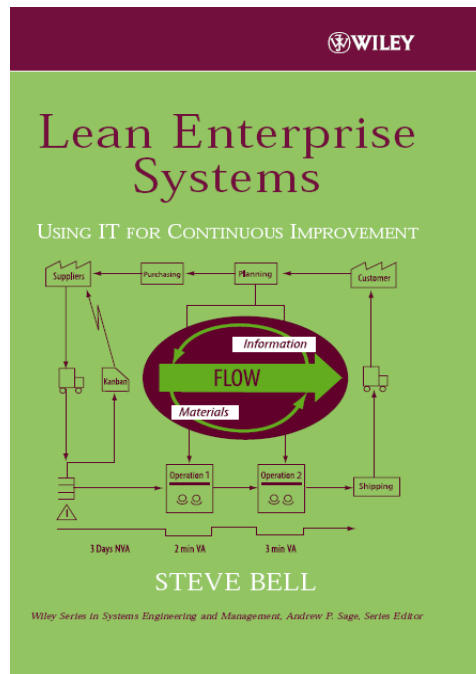 WILEY
Lean Enterprise
Systems
USING IT FOR CONTINUOUS IMPROVEMENT
Suppliers
Purchasing
Planning
Customer
Information
FLOW
Kanban
Materials
Operation 1
Operation 2
Shipping
I
3 Days NVA
2 min VA
3 min VA
STEVE BELL
Wiley Series in Systems Engineering and Management, Andrew P. Sage, Series Editor